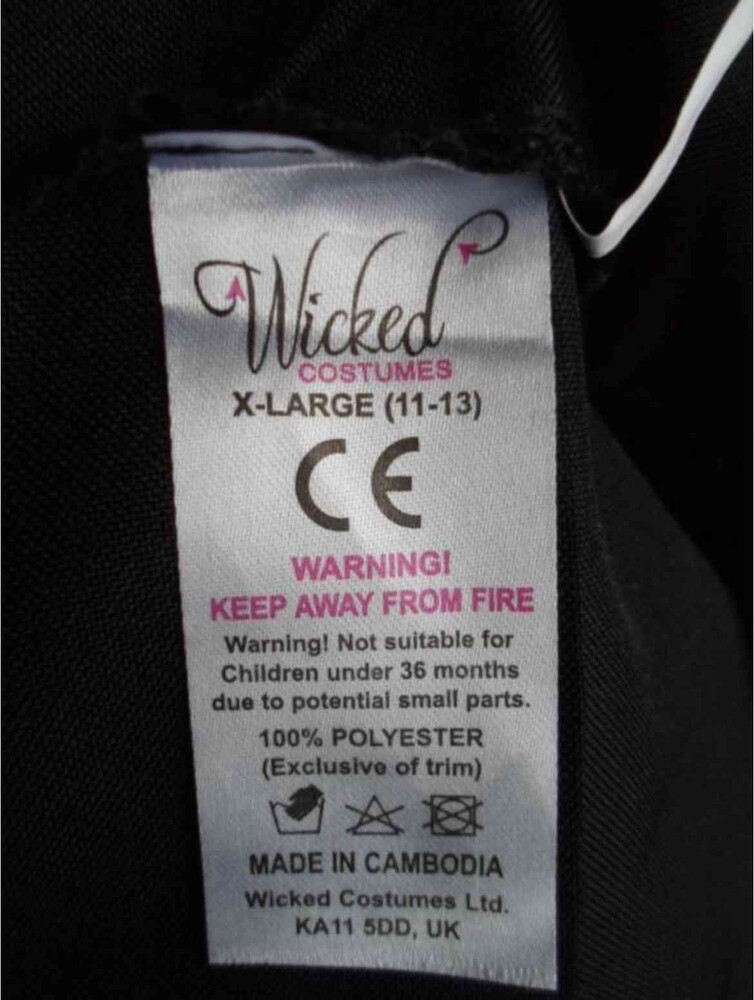 Wicked
COSTUMES
X-LARGE (11-13)
CE
WARNING!
KEEP AWAY FROM FIRE
Warning! Not suitable for
Children under 36 months
due to potential small parts.
100% POLYESTER
(Exclusive of trim)
MADE IN CAMBODIA
Wicked Costumes Ltd.
KA11 5DD, UK